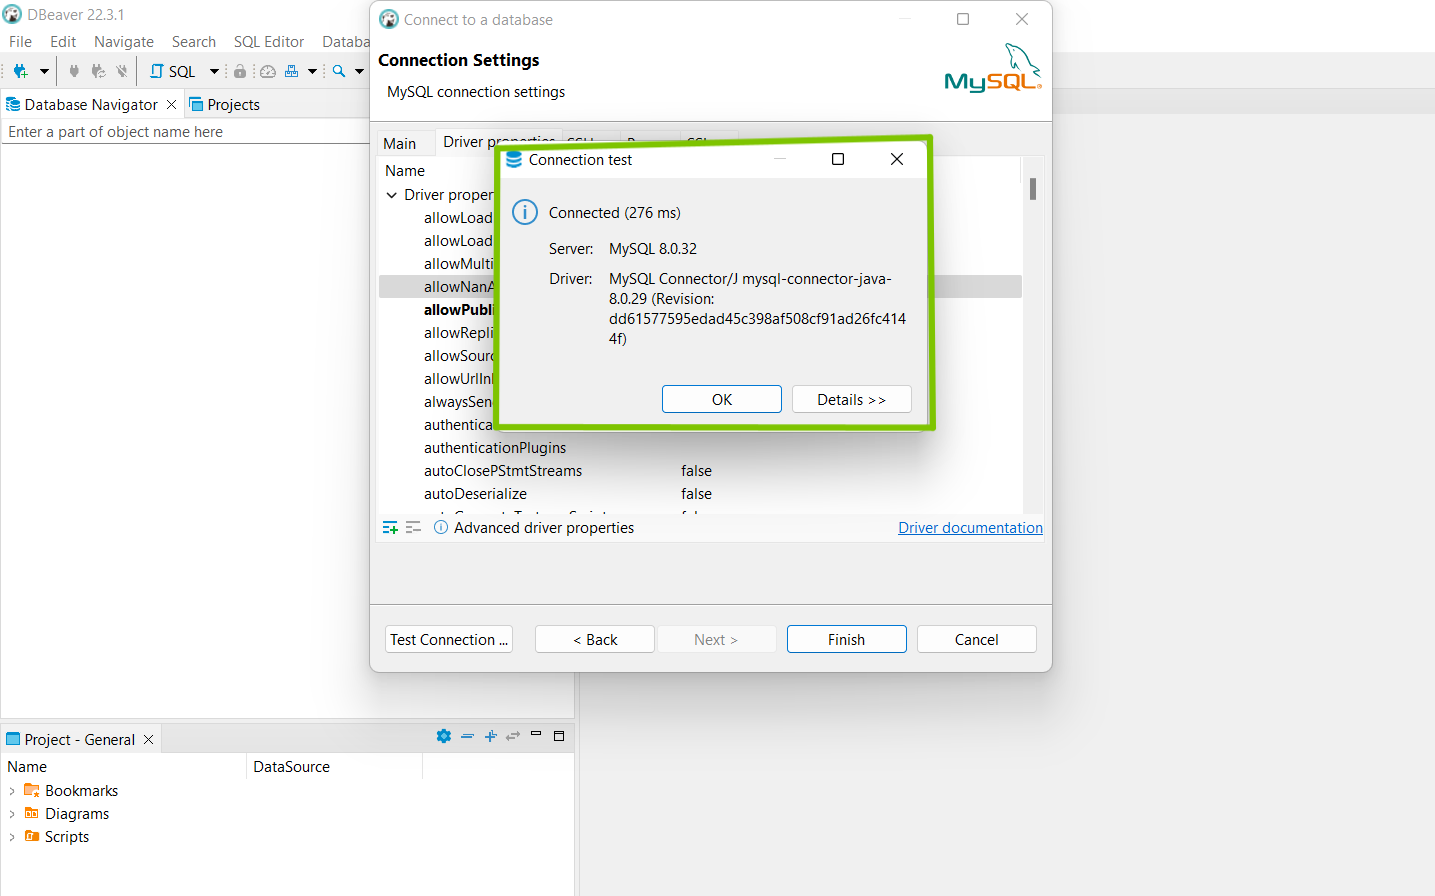 DBeaver 22.3.1
File Edit Navigate Search SQL Editor Databa
SQL
Database Navigator Projects
Enter a part of object name here
Connect to a database
Connection Settings
MySQL connection settings
MySQL
Main Driver properties
Name
Driver proper
allowLoad
allowLoad
allowMulti
allowNanA
allowPubli
allowRepli
allowSourc
allowUrlInl
alwaysSen
authentica
authenticationPlugins
autoClosePStmtStreams false
autoDeserialize false
Connection test
Connected (276 ms)
Server: MySQL 8.0.32
Driver: MySQL Connector/J mysql-connector-java-
8.0.29 (Revision:
dd61577595edad45c398af508cf91ad26fc414
4f)
OK Details >>
Advanced driver properties Driver documentation
Test Connection ... < Back Next > Finish Cancel
Project - General
Name DataSource
Bookmarks
Diagrams
Scripts